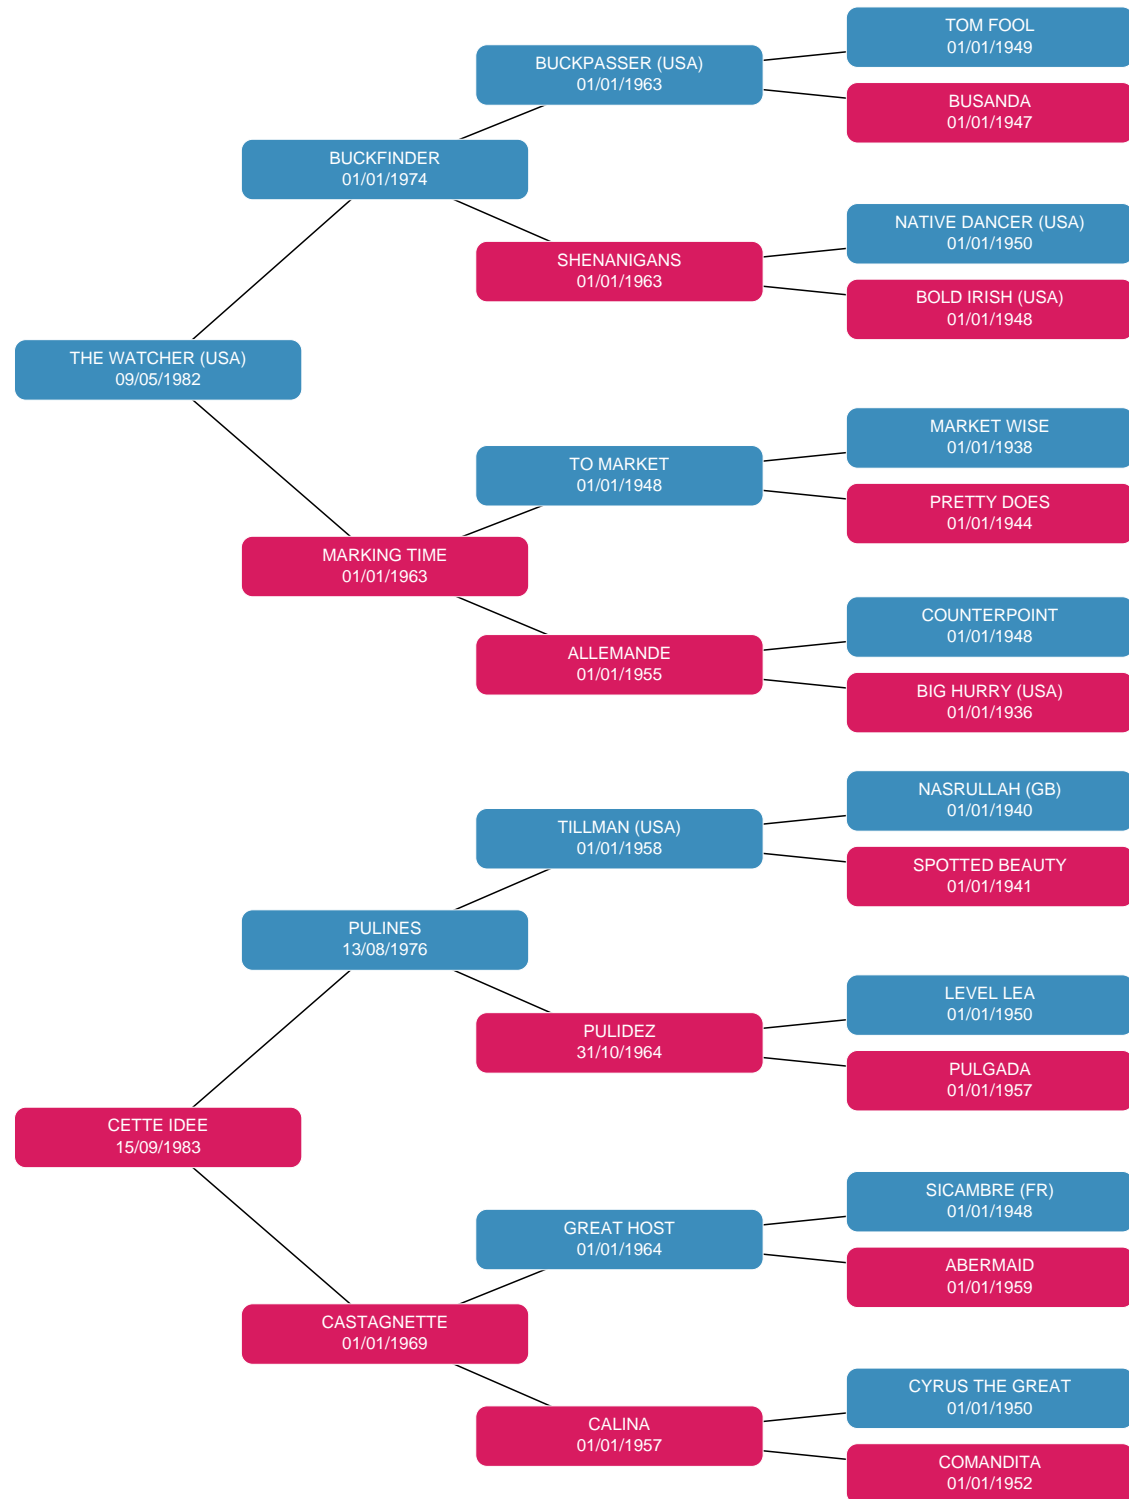 TOM FOOL
01/01/1949
BUCKPASSER (USA)
01/01/1963
BUSANDA
01/01/1947
BUCKFINDER
01/01/1974
NATIVE DANCER (USA)
01/01/1950
SHENANIGANS
01/01/1963
BOLD IRISH (USA)
01/01/1948
THE WATCHER (USA)
09/05/1982
MARKET WISE
01/01/1938
TO MARKET
01/01/1948
PRETTY DOES
01/01/1944
MARKING TIME
01/01/1963
COUNTERPOINT
01/01/1948
ALLEMANDE
01/01/1955
BIG HURRY (USA)
01/01/1936
NASRULLAH (GB)
01/01/1940
TILLMAN (USA)
01/01/1958
SPOTTED BEAUTY
01/01/1941
PULINES
13/08/1976
LEVEL LEA
01/01/1950
PULIDEZ
31/10/1964
PULGADA
01/01/1957
CETTE IDEE
15/09/1983
SICAMBRE (FR)
01/01/1948
GREAT HOST
01/01/1964
ABERMAID
01/01/1959
CASTAGNETTE
01/01/1969
CYRUS THE GREAT
01/01/1950
CALINA
01/01/1957
COMANDITA
01/01/1952